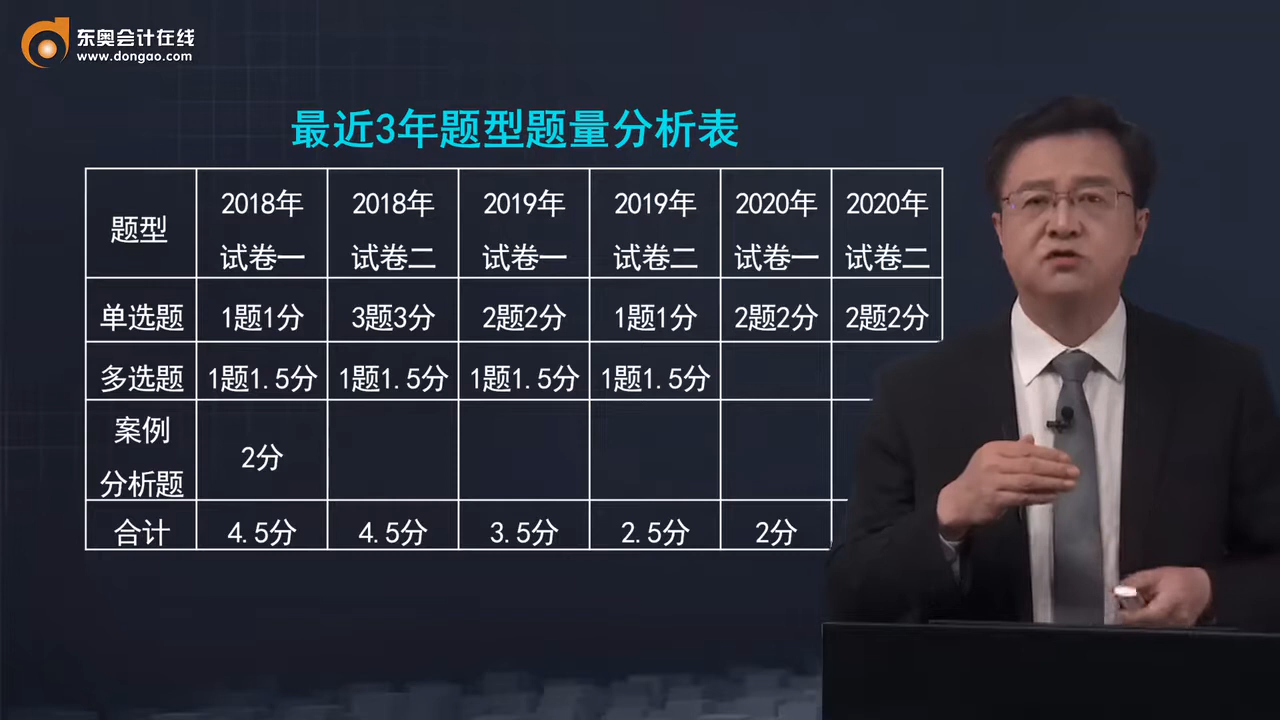 东奥会计在线
www.dongao.com
最近3年题型题量分析表
题型 2018年试卷一 2018年试卷二 2019年试卷一 2019年试卷二 2020年试卷一 2020年试卷二
单选题 1题1分 3题3分 2题2分 1题1分 2题2分 2题2分
多选题 1题1.5分 1题1.5分 1题1.5分 1题1.5分
案例分析题 2分
合计 4.5分 4.5分 3.5分 2.5分 2分